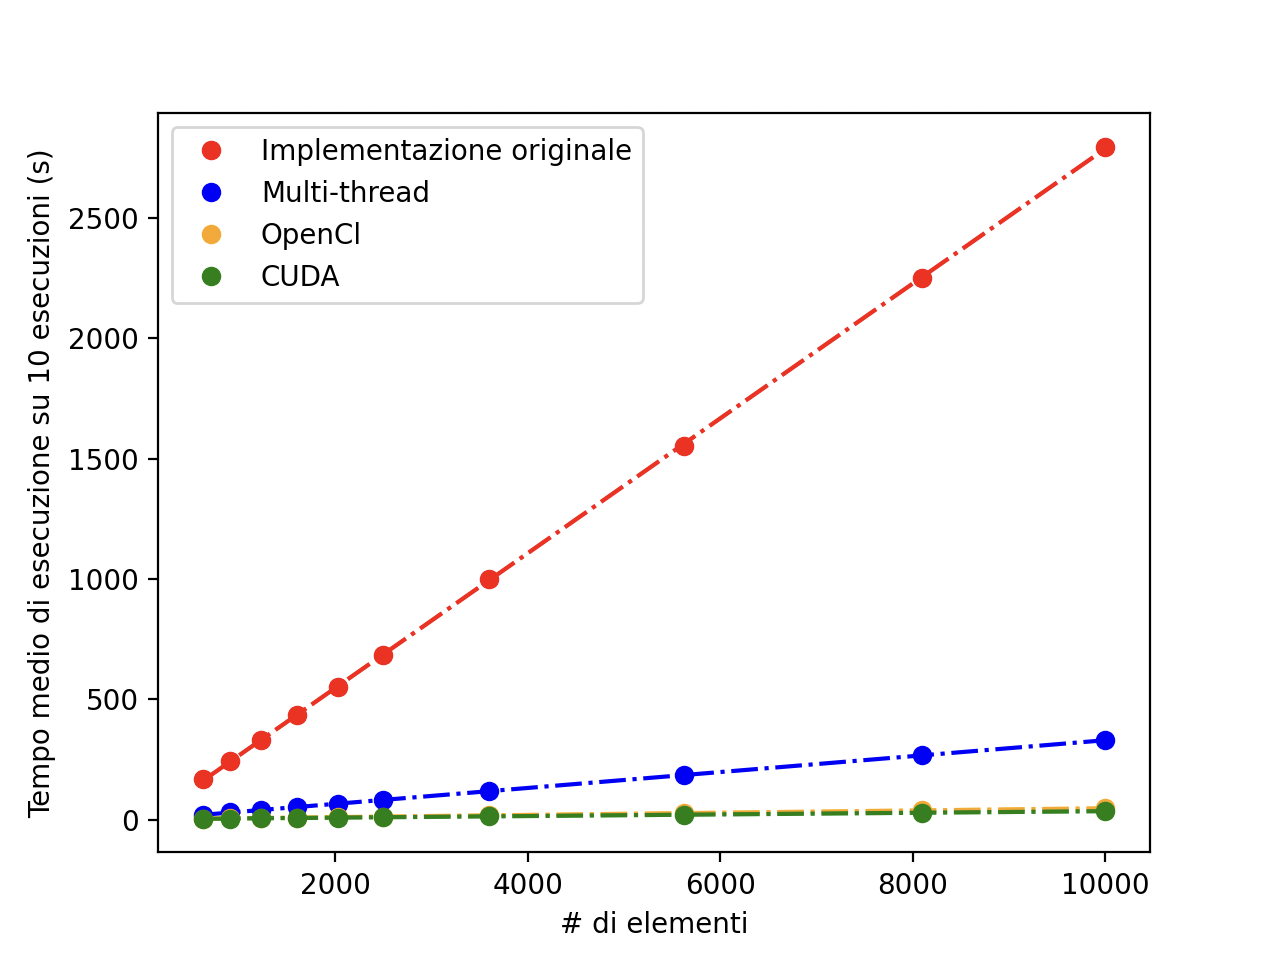 Implementazione originale
Multi-thread
OpenCl
CUDA
Tempo medio di esecuzione su 10 esecuzioni (s)
2500
2000
1500
1000
500
0
2000 4000 6000 8000 10000
# di elementi